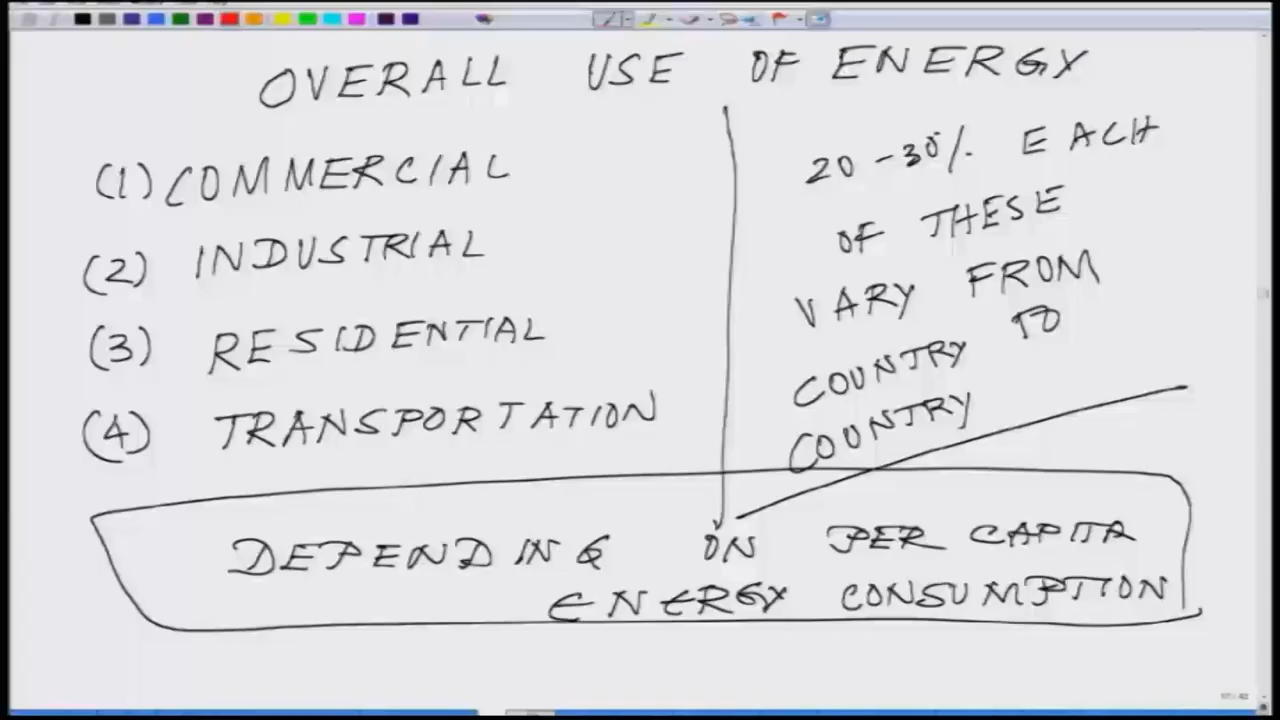 OVERALL USE OF ENERGY
(1) COMMERCIAL
(2) INDUSTRIAL
(3) RESIDENTIAL
(4) TRANSPORTATION
20-30% EACH
OF THESE
VARY FROM
COUNTRY TO
COUNTRY
DEPENDING ON PER CAPITA
ENERGY CONSUMPTION